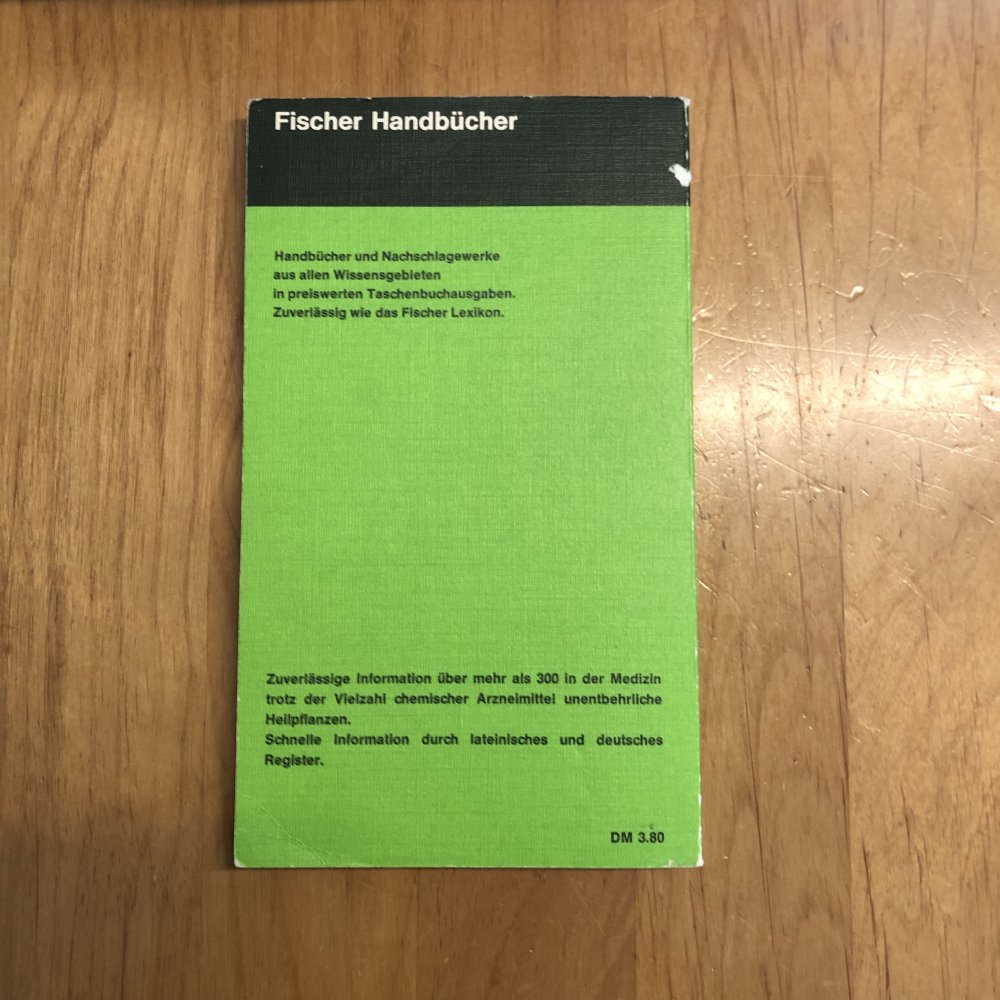 Fischer Handbücher
Handbücher und Nachschlagewerke
aus allen Wissensgebieten
in preiswerten Taschenbuchausgaben.
Zuverlässig wie das Fischer Lexikon.
Zuverlässige Information über mehr als 300 in der Medizin
trotz der Vielzahl chemischer Arzneimittel unentbehrliche
Heilpflanzen.
Schnelle Information durch lateinisches und deutsches
Register.
DM 3.80